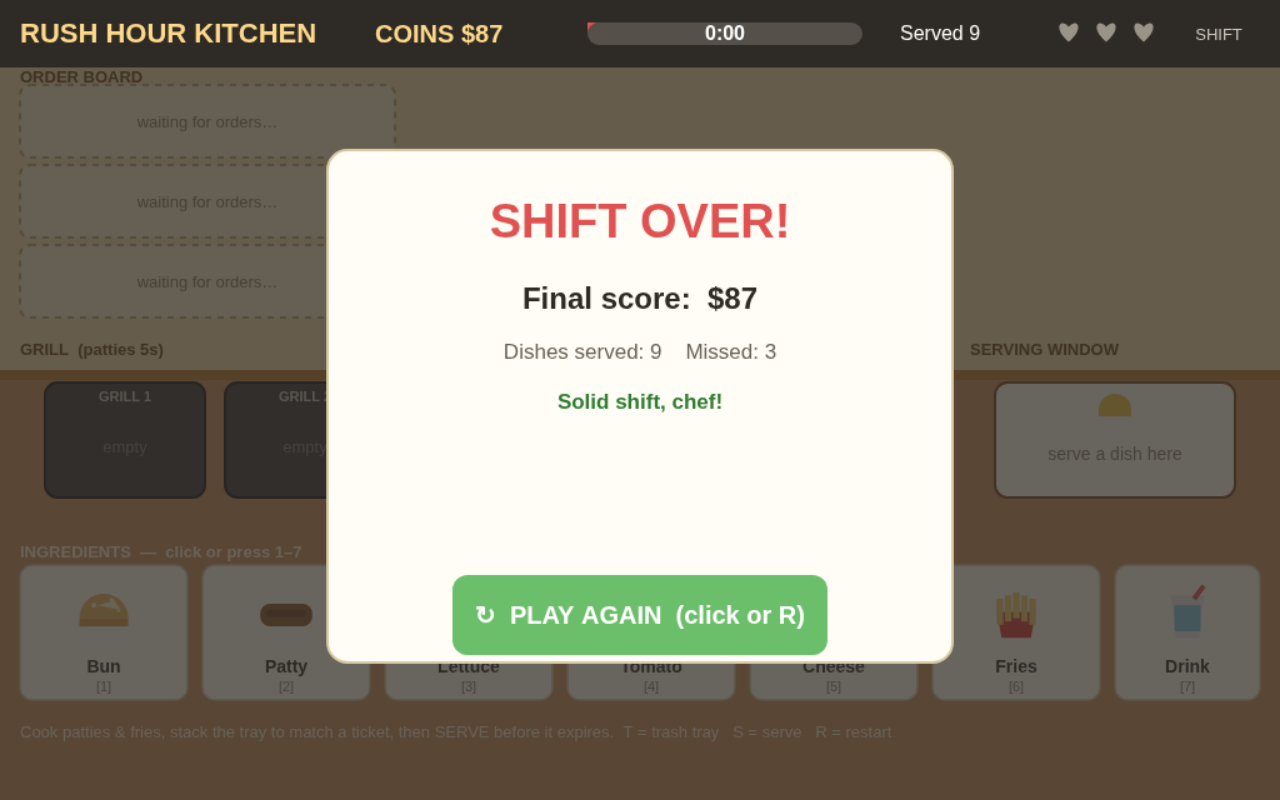 RUSH HOUR KITCHEN COINS $87 0:00 Served 9 SHIFT
ORDER BOARD
waiting for orders…
waiting for orders…
waiting for orders…
SHIFT OVER!
Final score: $87
Dishes served: 9 Missed: 3
Solid shift, chef!
↻ PLAY AGAIN (click or R)
GRILL (patties 5s)
SERVING WINDOW
GRILL 1
GRILL 2
empty
empty
serve a dish here
INGREDIENTS — click or press 1–7
Bun
[1]
Patty
[2]
Lettuce
[3]
Tomato
[4]
Cheese
[5]
Fries
[6]
Drink
[7]
Cook patties & fries, stack the tray to match a ticket, then SERVE before it expires. T = trash tray S = serve R = restart